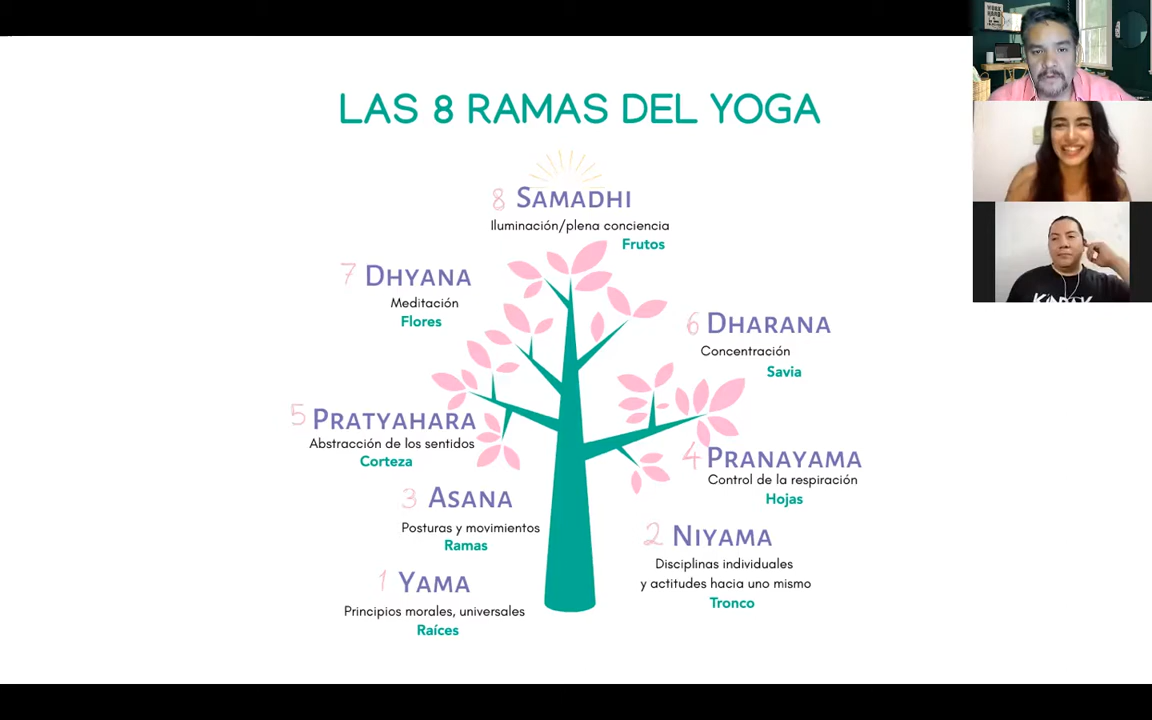 LAS 8 RAMAS DEL YOGA
8 SAMADHI
Iluminación/plena conciencia
Frutos
7 DHYANA
Meditación
Flores
6 DHARANA
Concentración
Savia
5 PRATYAHARA
Abstracción de los sentidos
Corteza
4 PRANAYAMA
Control de la respiración
Hojas
3 ASANA
Posturas y movimientos
Ramas
2 NIYAMA
Disciplinas individuales
y actitudes hacia uno mismo
Tronco
1 YAMA
Principios morales, universales
Raíces
WORK
HARD